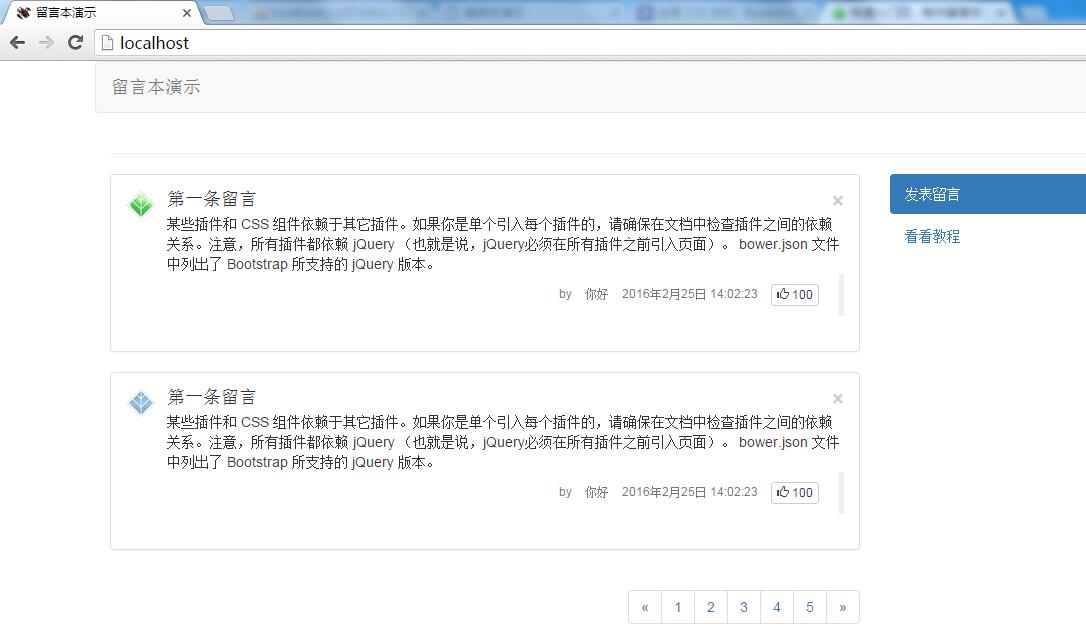 留言本演示
localhost
留言本演示
第一条留言
×
某些插件和 CSS 组件依赖于其它插件。如果你是单个引入每个插件的，请确保在文档中检查插件之间的依赖
关系。注意，所有插件都依赖 jQuery （也就是说，jQuery必须在所有插件之前引入页面）。 bower.json 文件
中列出了 Bootstrap 所支持的 jQuery 版本。
by 你好 2016年2月25日 14:02:23 100
发表留言
看看教程
第一条留言
×
某些插件和 CSS 组件依赖于其它插件。如果你是单个引入每个插件的，请确保在文档中检查插件之间的依赖
关系。注意，所有插件都依赖 jQuery （也就是说，jQuery必须在所有插件之前引入页面）。 bower.json 文件
中列出了 Bootstrap 所支持的 jQuery 版本。
by 你好 2016年2月25日 14:02:23 100
« 1 2 3 4 5 »